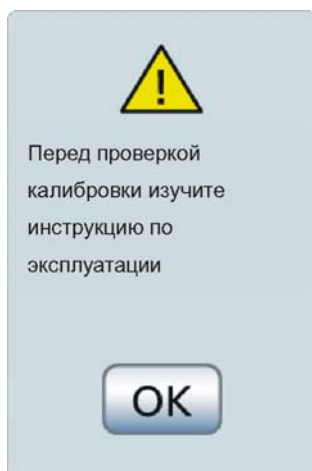 Перед проверкой
калибровки изучите
инструкцию по
эксплуатации
OK